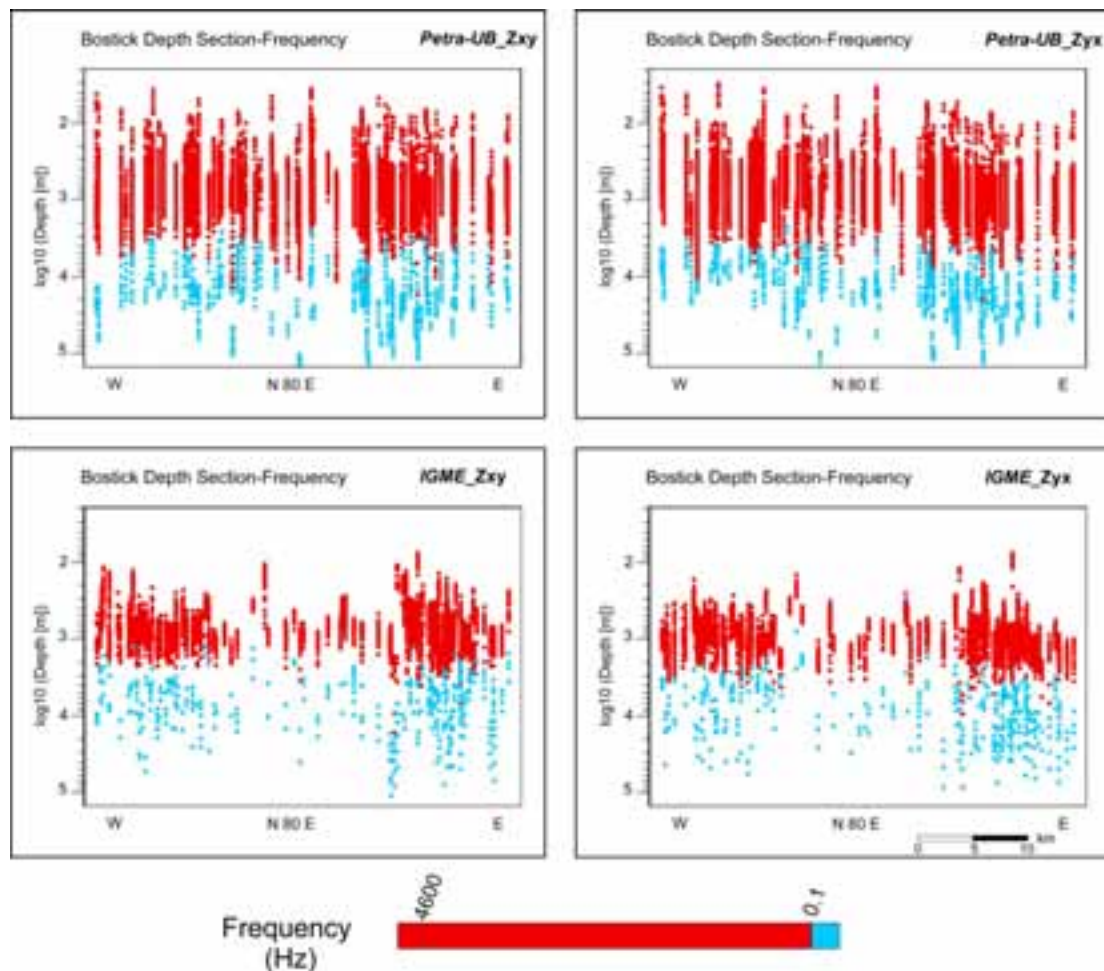 Bostick Depth Section-Frequency Petra-UB_Zxy
log10 (Depth [m])
2
3
4
5
W N 80 E E
Bostick Depth Section-Frequency Petra-UB_Zyx
log10 (Depth [m])
2
3
4
5
W N 80 E E
Bostick Depth Section-Frequency IGME_Zxy
log10 (Depth [m])
2
3
4
5
W N 80 E E
Bostick Depth Section-Frequency IGME_Zyx
log10 (Depth [m])
2
3
4
5
W N 80 E E
km
0 5 10
Frequency
(Hz)
4600
0.1